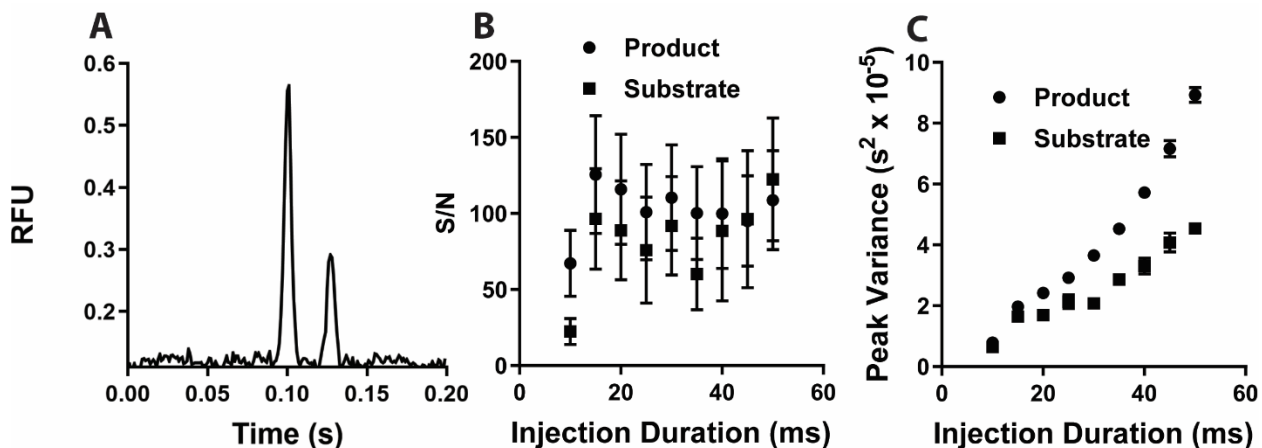 A
RFU
0.6
0.5
0.4
0.3
0.2
0.00 0.05 0.10 0.15 0.20
Time (s)
B
Product
Substrate
S/N
200
150
100
50
0
0 20 40 60
Injection Duration (ms)
C
Product
Substrate
Peak Variance (s² x 10⁻⁵)
10
8
6
4
2
0
0 20 40 60
Injection Duration (ms)